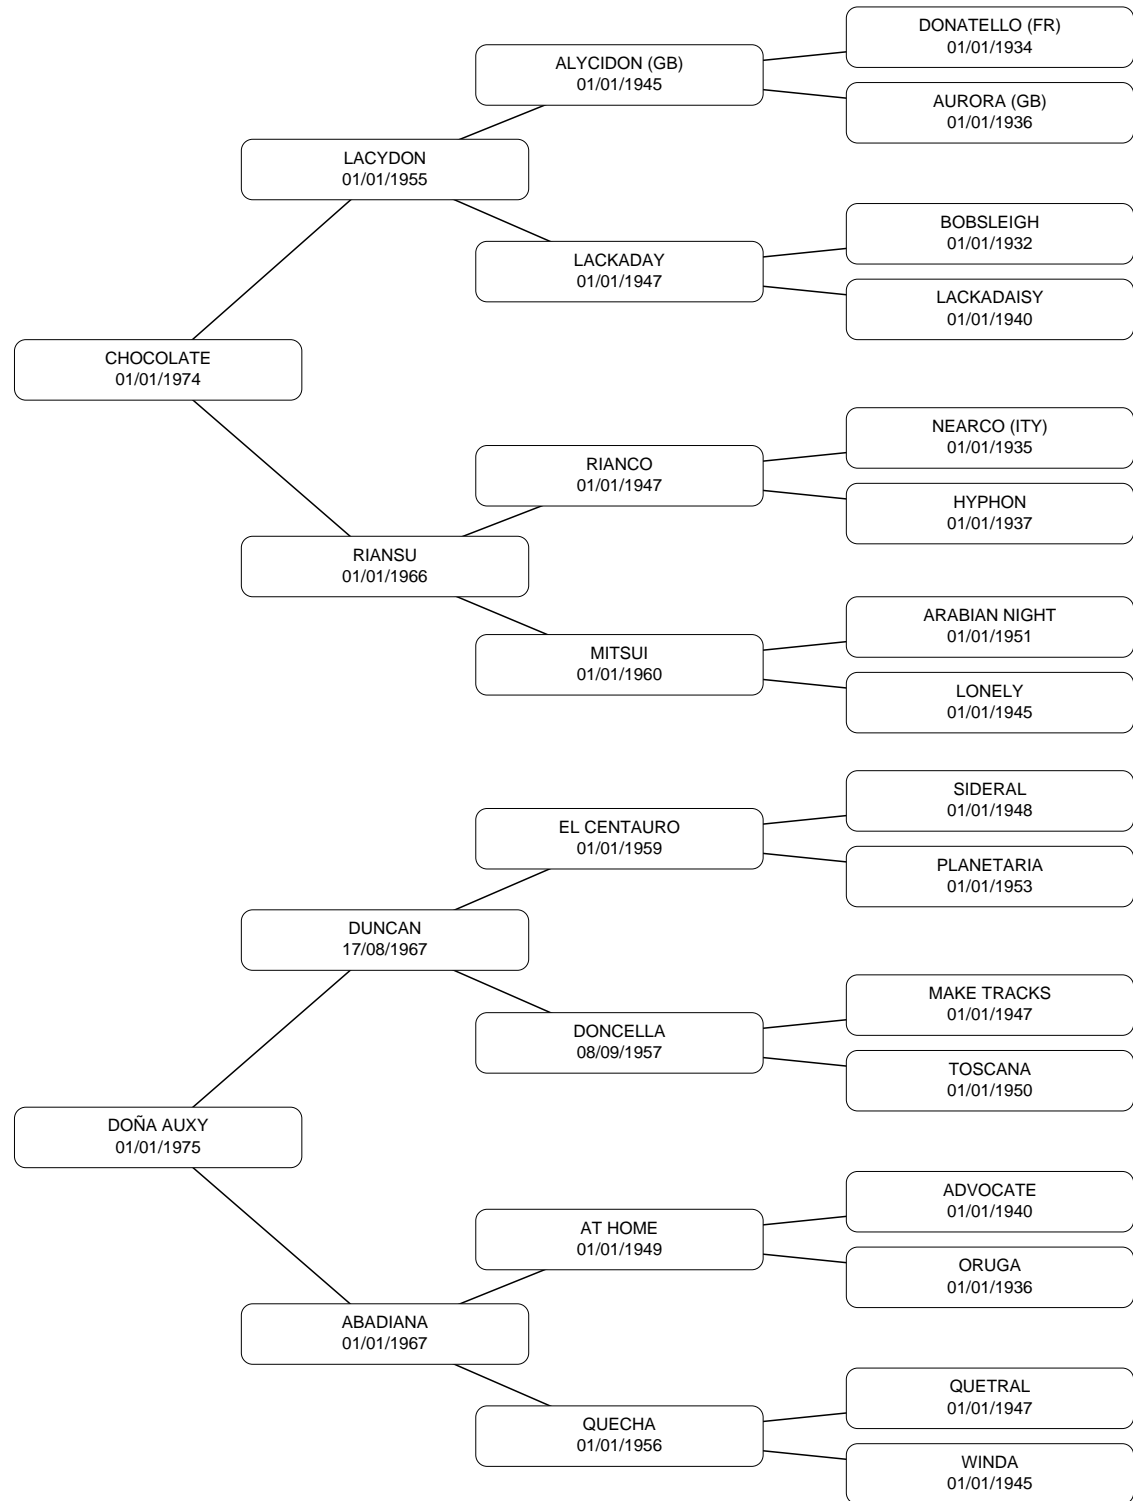 DONATELLO (FR)
01/01/1934
ALYCIDON (GB)
01/01/1945
AURORA (GB)
01/01/1936
LACYDON
01/01/1955
BOBSLEIGH
01/01/1932
LACKADAY
01/01/1947
LACKADAISY
01/01/1940
CHOCOLATE
01/01/1974
NEARCO (ITY)
01/01/1935
RIANCO
01/01/1947
HYPHON
01/01/1937
RIANSU
01/01/1966
ARABIAN NIGHT
01/01/1951
MITSUI
01/01/1960
LONELY
01/01/1945
SIDERAL
01/01/1948
EL CENTAURO
01/01/1959
PLANETARIA
01/01/1953
DUNCAN
17/08/1967
MAKE TRACKS
01/01/1947
DONCELLA
08/09/1957
TOSCANA
01/01/1950
DOÑA AUXY
01/01/1975
ADVOCATE
01/01/1940
AT HOME
01/01/1949
ORUGA
01/01/1936
ABADIANA
01/01/1967
QUETRAL
01/01/1947
QUECHA
01/01/1956
WINDA
01/01/1945